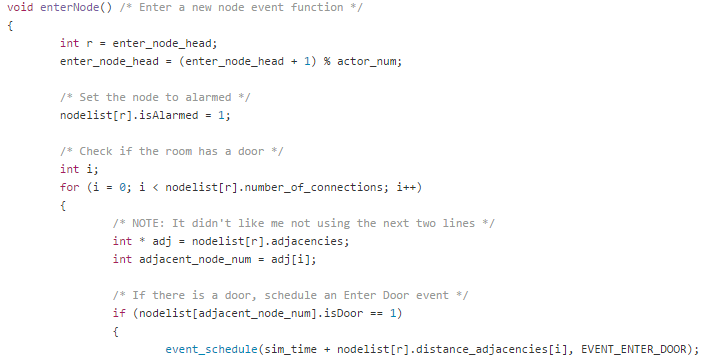 void enterNode() /* Enter a new node event function */
{
int r = enter_node_head;
enter_node_head = (enter_node_head + 1) % actor_num;
/* Set the node to alarmed */
nodelist[r].isAlarmed = 1;
/* Check if the room has a door */
int i;
for (i = 0; i < nodelist[r].number_of_connections; i++)
{
/* NOTE: It didn't like me not using the next two lines */
int * adj = nodelist[r].adjacencies;
int adjacent_node_num = adj[i];
/* If there is a door, schedule an Enter Door event */
if (nodelist[adjacent_node_num].isDoor == 1)
{
event_schedule(sim_time + nodelist[r].distance_adjacencies[i], EVENT_ENTER_DOOR);